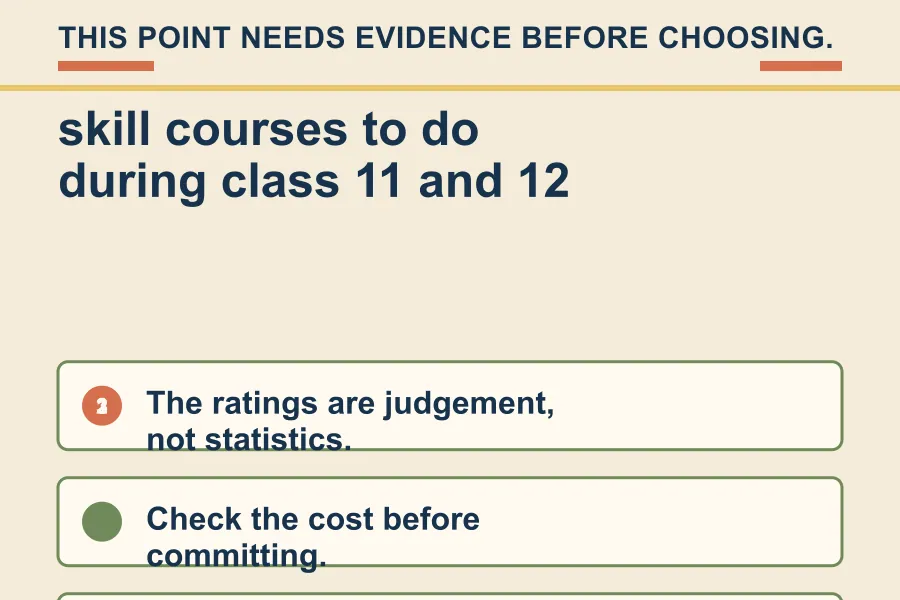 THIS POINT NEEDS EVIDENCE BEFORE CHOOSING.
skill courses to do
during class 11 and 12
The ratings are judgement,
not statistics.
Check the cost before
committing.